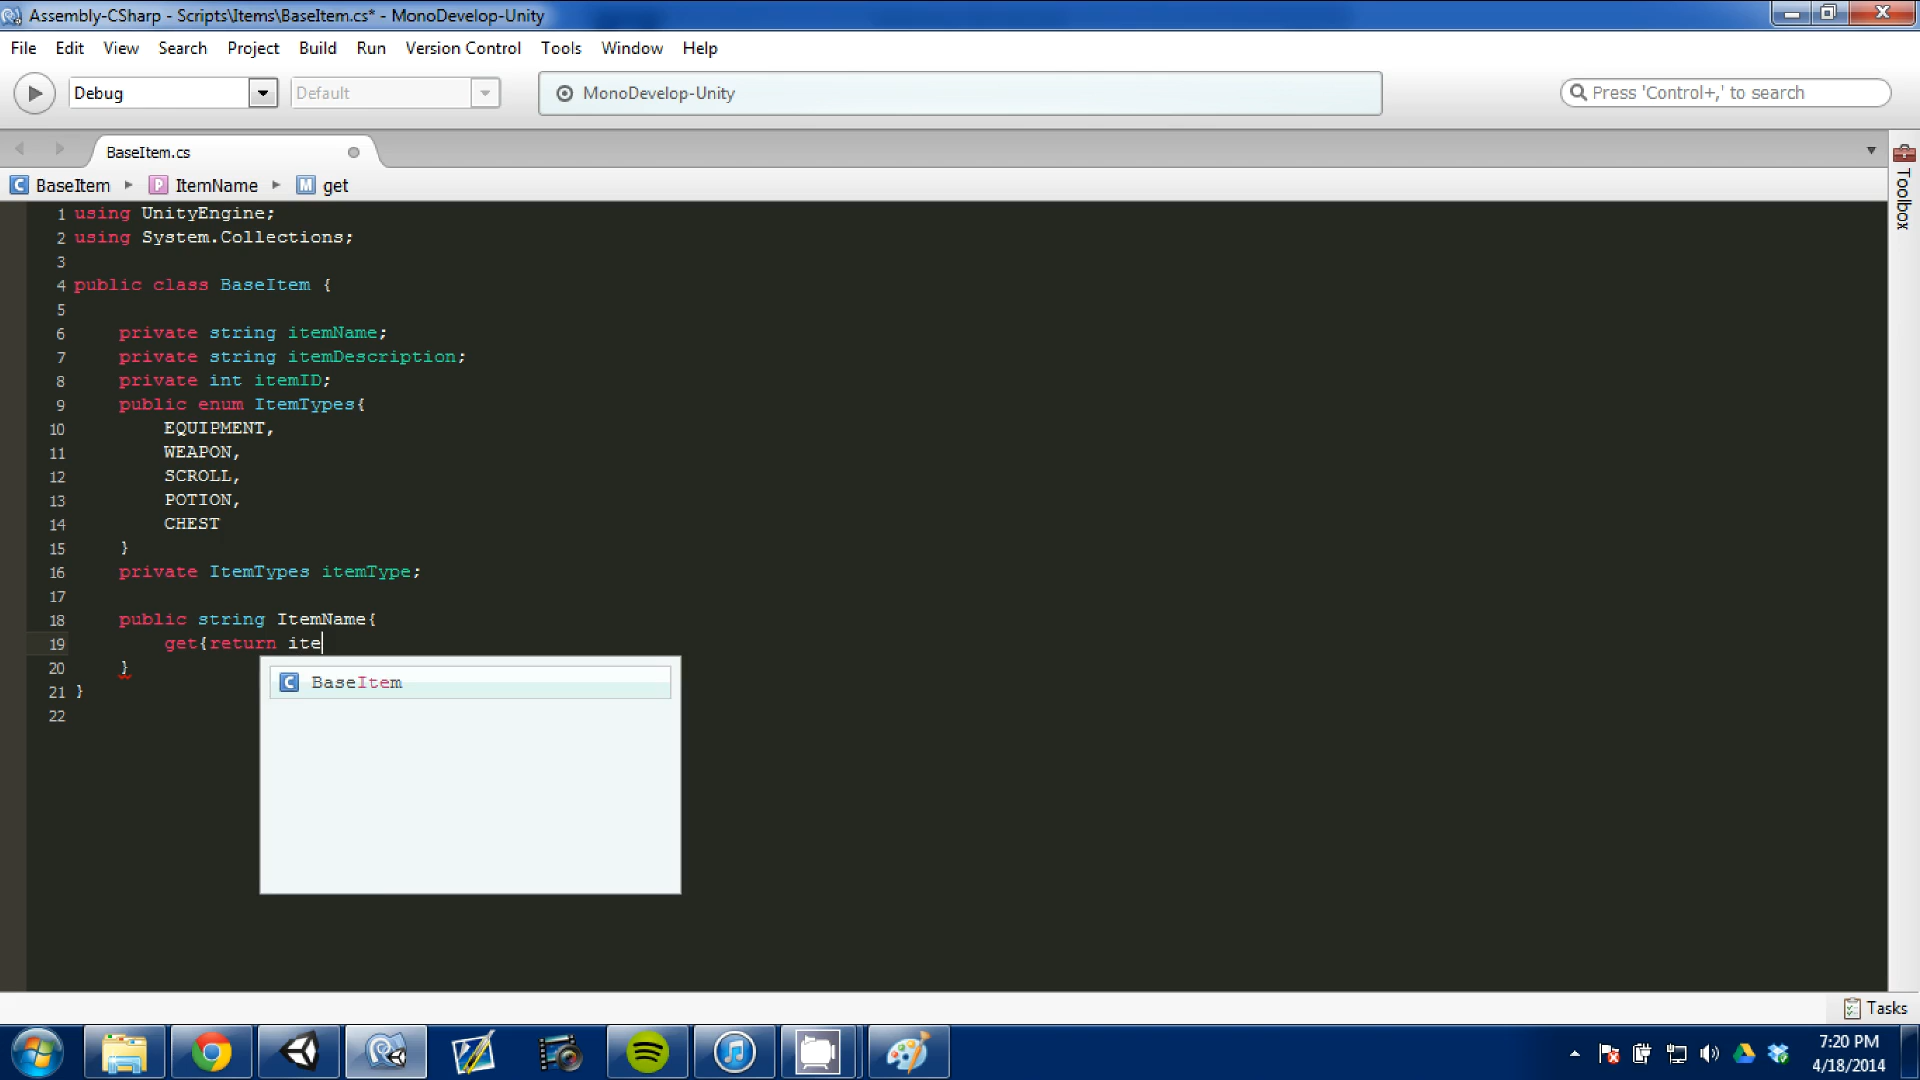 Assembly-CSharp - Scripts\Items\BaseItem.cs* - MonoDevelop-Unity
File Edit View Search Project Build Run Version Control Tools Window Help
Debug Default MonoDevelop-Unity Press 'Control+,' to search
BaseItem.cs
BaseItem ItemName get
Toolbox
1 using UnityEngine;
2 using System.Collections;
3
4 public class BaseItem {
5
6 private string itemName;
7 private string itemDescription;
8 private int itemID;
9 public enum ItemTypes{
10 EQUIPMENT,
11 WEAPON,
12 SCROLL,
13 POTION,
14 CHEST
15 }
16 private ItemTypes itemType;
17
18 public string ItemName{
19 get{return ite
20 }
21 }
22
C BaseItem
Tasks
7:20 PM
4/18/2014